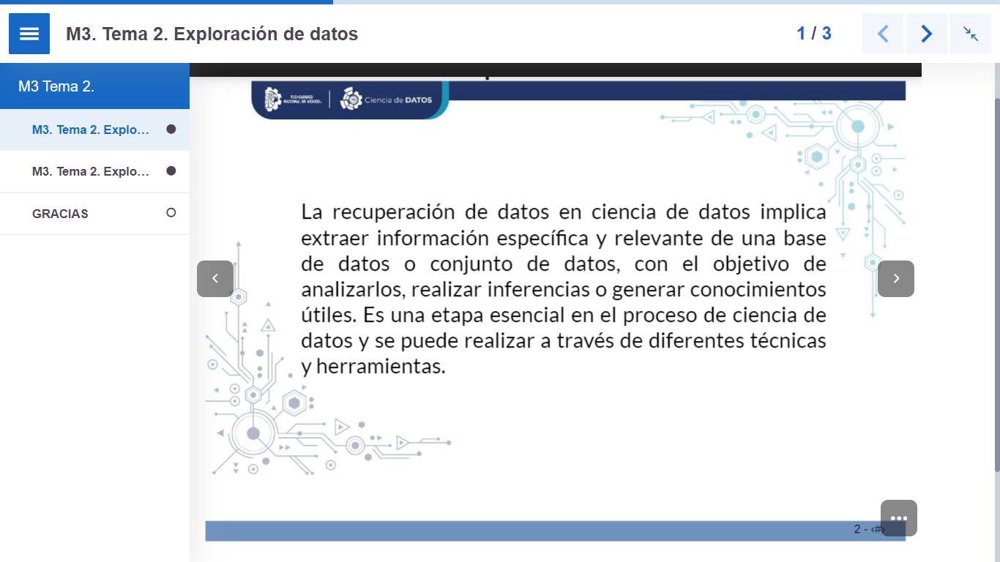 M3. Tema 2. Exploración de datos
1 / 3
M3 Tema 2.
M3. Tema 2. Explo...
M3. Tema 2. Explo...
GRACIAS
TECNOLÓGICO
NACIONAL DE MÉXICO
Ciencia de DATOS
La recuperación de datos en ciencia de datos implica
extraer información específica y relevante de una base
de datos o conjunto de datos, con el objetivo de
analizarlos, realizar inferencias o generar conocimientos
útiles. Es una etapa esencial en el proceso de ciencia de
datos y se puede realizar a través de diferentes técnicas
y herramientas.
2 - ‹#›